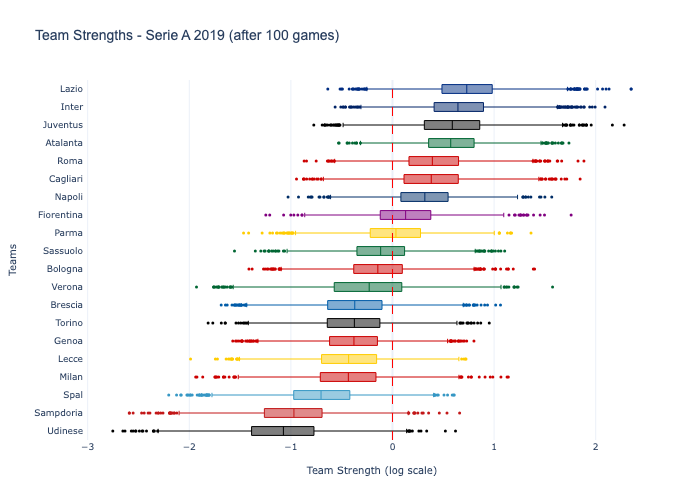 Team Strengths - Serie A 2019 (after 100 games)
Lazio
Inter
Juventus
Atalanta
Roma
Cagliari
Napoli
Fiorentina
Parma
Sassuolo
Bologna
Verona
Brescia
Torino
Genoa
Lecce
Milan
Spal
Sampdoria
Udinese
Teams
−3 −2 −1 0 1 2
Team Strength (log scale)